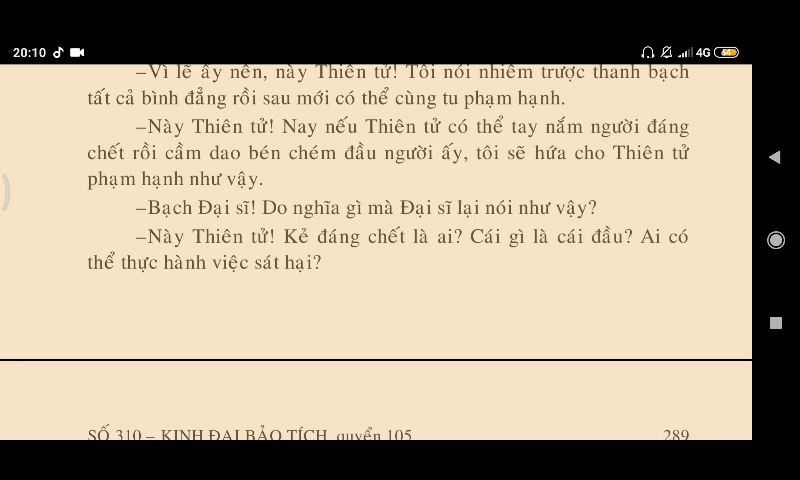 20:10
4G
64
–Vì lẽ ấy nên, này Thiên tử! Tôi nói nhiễm trược thanh bạch
tất cả bình đẳng rồi sau mới có thể cùng tu phạm hạnh.
–Này Thiên tử! Nay nếu Thiên tử có thể tay nắm người đáng
chết rồi cầm dao bén chém đầu người ấy, tôi sẽ hứa cho Thiên tử
phạm hạnh như vậy.
–Bạch Đại sĩ! Do nghĩa gì mà Đại sĩ lại nói như vậy?
–Này Thiên tử! Kẻ đáng chết là ai? Cái gì là cái đầu? Ai có
thể thực hành việc sát hại?
SỐ 310 – KINH ĐẠI BẢO TÍCH, quyển 105
289